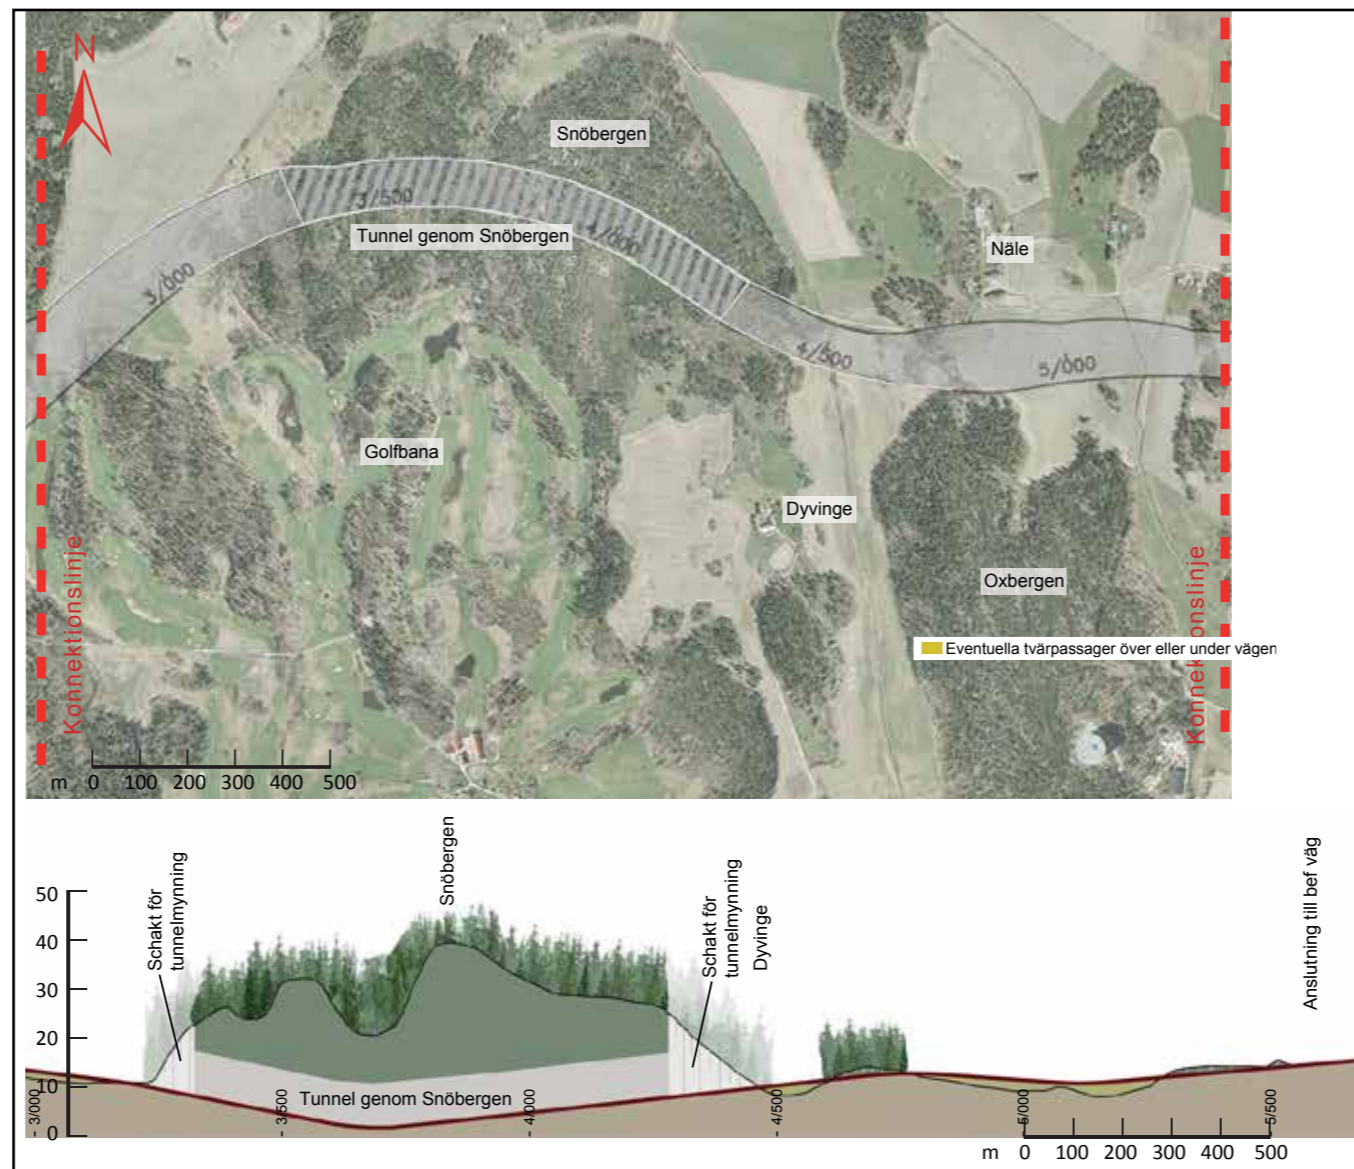 N
Snöbergen
3/500
Tunnel genom Snöbergen
4/000
Näle
3/000
4/500
5/000
Golfbana
Dyvinge
Oxbergen
Konnektionslinje
Konnektionslinje
Eventuella tvärpassager över eller under vägen
m 0 100 200 300 400 500
50
40
30
20
10
0
Schakt för
tunnelmynning
Snöbergen
Schakt för
tunnelmynning
Dyvinge
Anslutning till bef väg
Tunnel genom Snöbergen
3/000
3/500
4/000
4/500
5/500
m 0 100 200 300 400 500